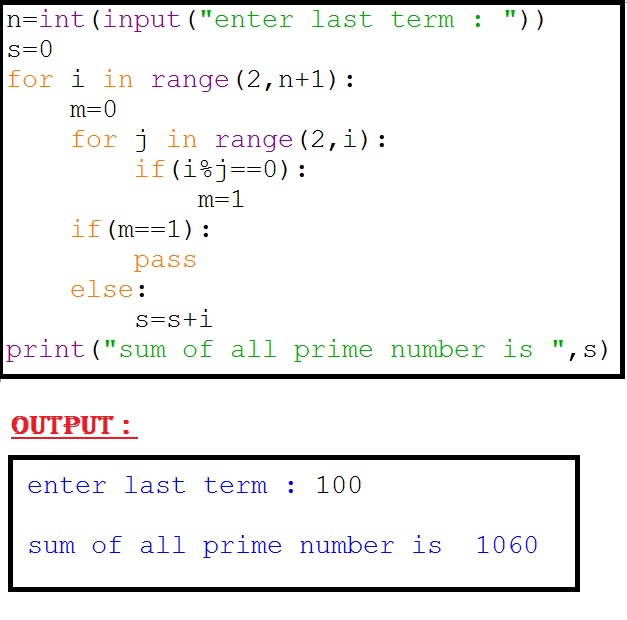 n=int(input("enter last term : "))
s=0
for i in range(2,n+1):
    m=0
    for j in range(2,i):
        if(i%j==0):
            m=1
    if(m==1):
        pass
    else:
        s=s+i
print("sum of all prime number is ",s)
OUTPUT :
enter last term : 100
sum of all prime number is  1060